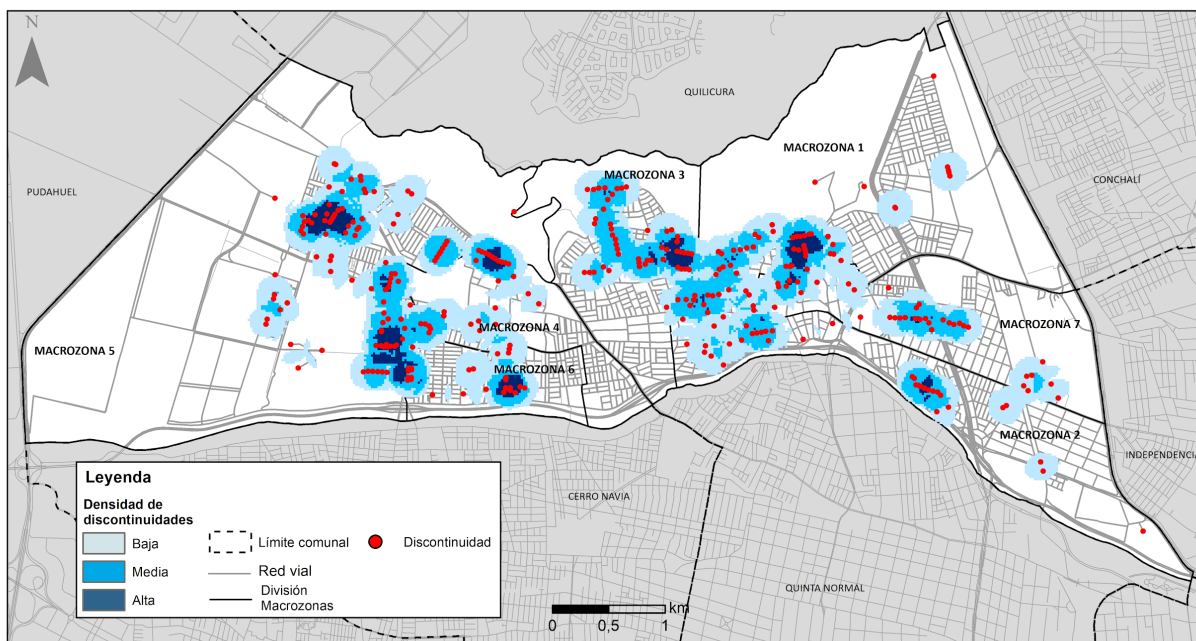 N
QUILICURA
MACROZONA 1
MACROZONA 3
CONCHALÍ
PUDAHUEL
MACROZONA 7
MACROZONA 4
MACROZONA 5
MACROZONA 6
MACROZONA 2
INDEPENDENCIA
CERRO NAVIA
QUINTA NORMAL
Leyenda
Densidad de
discontinuidades
Baja
Media
Alta
Límite comunal
Red vial
División
Macrozonas
Discontinuidad
km
0 0,5 1